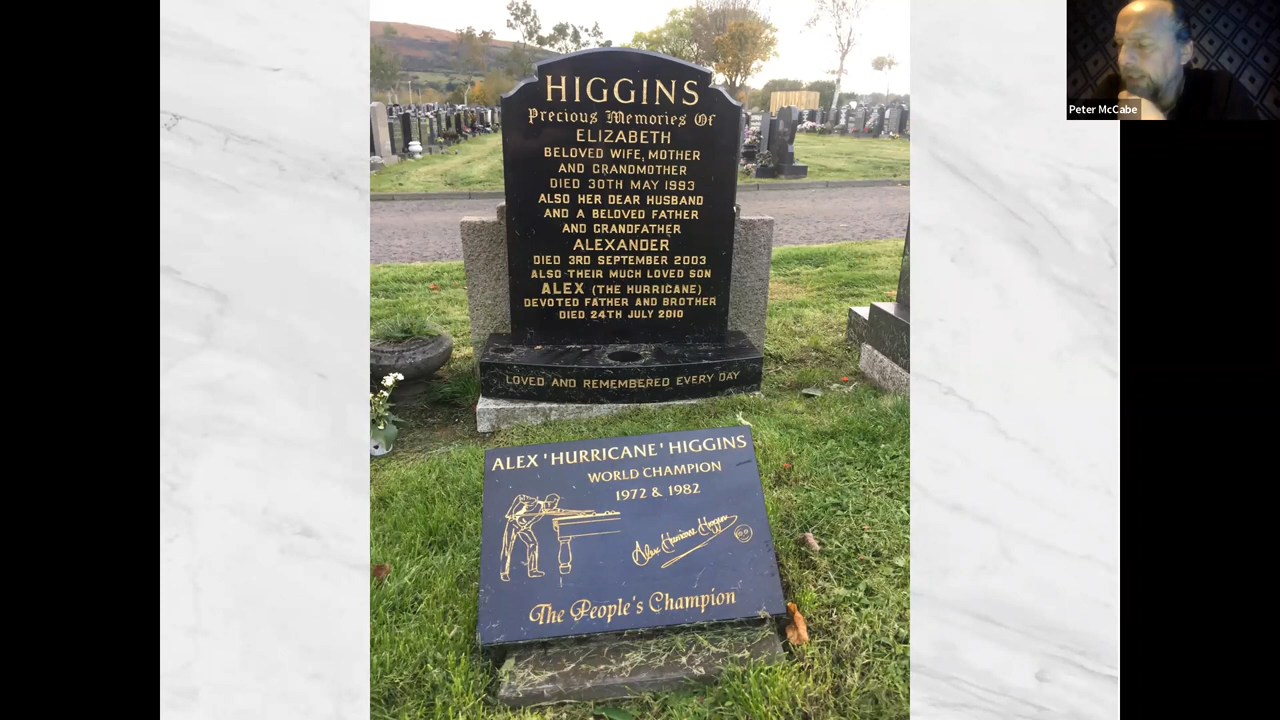 HIGGINS
Precious Memories Of
ELIZABETH
BELOVED WIFE, MOTHER
AND GRANDMOTHER
DIED 30TH MAY 1993
ALSO HER DEAR HUSBAND
AND A BELOVED FATHER
AND GRANDFATHER
ALEXANDER
DIED 3RD SEPTEMBER 2003
ALSO THEIR MUCH LOVED SON
ALEX (THE HURRICANE)
DEVOTED FATHER AND BROTHER
DIED 24TH JULY 2010
LOVED AND REMEMBERED EVERY DAY
ALEX 'HURRICANE' HIGGINS
WORLD CHAMPION
1972 & 1982
Alex Hurricane Higgins
The People's Champion
Peter McCabe